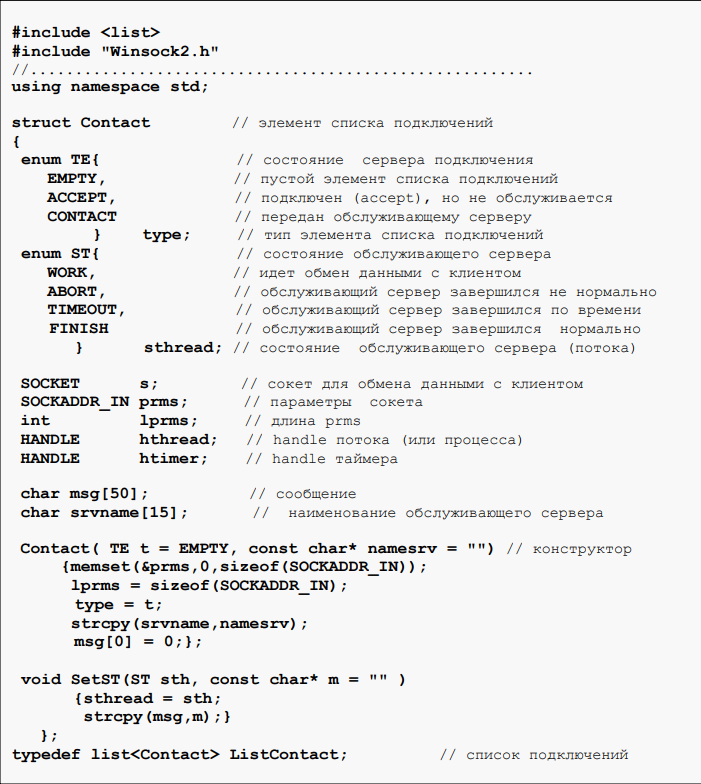 #include <list>
#include "Winsock2.h"
//........................................................
using namespace std;
struct Contact // элемент списка подключений
{
enum TE{ // состояние сервера подключения
EMPTY, // пустой элемент списка подключений
ACCEPT, // подключен (accept), но не обслуживается
CONTACT // передан обслуживающему серверу
} type; // тип элемента списка подключений
enum ST{ // состояние обслуживающего сервера
WORK, // идет обмен данными с клиентом
ABORT, // обслуживающий сервер завершился не нормально
TIMEOUT, // обслуживающий сервер завершился по времени
FINISH // обслуживающий сервер завершился нормально
} sthread; // состояние обслуживающего сервера (потока)
SOCKET s; // сокет для обмена данными с клиентом
SOCKADDR_IN prms; // параметры сокета
int lprms; // длина prms
HANDLE hthread; // handle потока (или процесса)
HANDLE htimer; // handle таймера
char msg[50]; // сообщение
char srvname[15]; // наименование обслуживающего сервера
Contact( TE t = EMPTY, const char* namesrv = "") // конструктор
{memset(&prms,0,sizeof(SOCKADDR_IN));
lprms = sizeof(SOCKADDR_IN);
type = t;
strcpy(srvname,namesrv);
msg[0] = 0;};
void SetST(ST sth, const char* m = "" )
{sthread = sth;
strcpy(msg,m);}
};
typedef list<Contact> ListContact; // список подключений